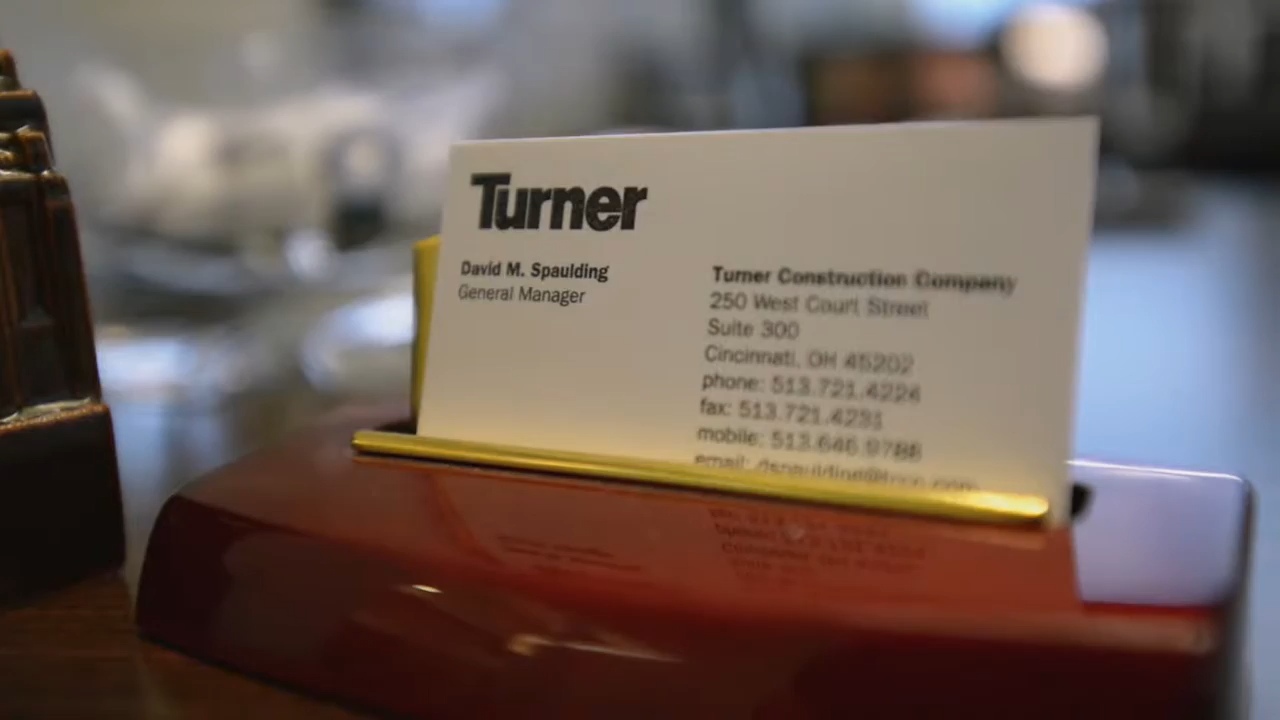 Turner
David M. Spaulding
General Manager
Turner Construction Company
250 West Court Street
Suite 300
Cincinnati, OH 45202
phone: 513.721.4224
fax: 513.721.4231
mobile: 513.646.9788
email: